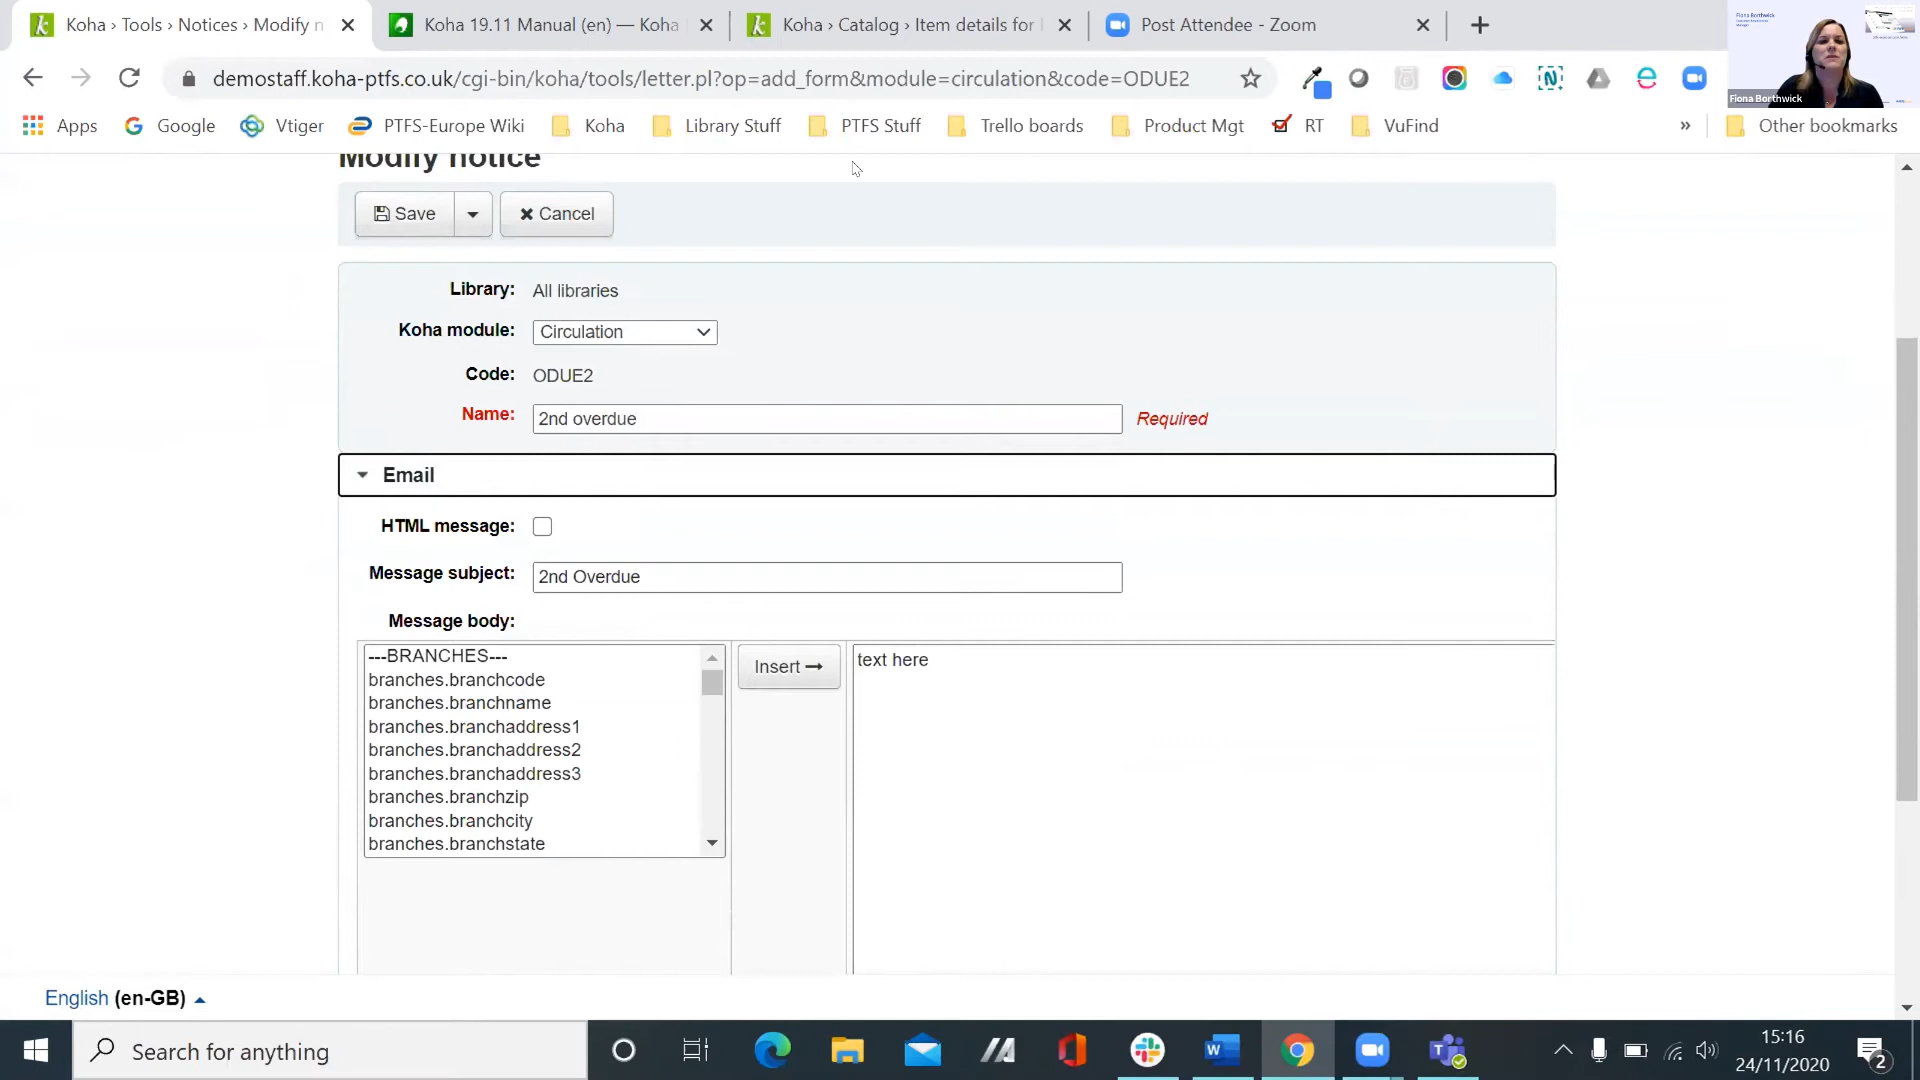 Koha › Tools › Notices › Modify n
Koha 19.11 Manual (en) — Koha
Koha › Catalog › Item details for
Post Attendee - Zoom
demostaff.koha-ptfs.co.uk/cgi-bin/koha/tools/letter.pl?op=add_form&module=circulation&code=ODUE2
Fiona Borthwick
Fiona Borthwick
Apps
Google
Vtiger
PTFS-Europe Wiki
Koha
Library Stuff
PTFS Stuff
Trello boards
Product Mgt
RT
VuFind
»
Other bookmarks
Modify notice
Save
Cancel
Library: All libraries
Koha module: Circulation
Code: ODUE2
Name: 2nd overdue Required
Email
HTML message:
Message subject: 2nd Overdue
Message body:
---BRANCHES---
branches.branchcode
branches.branchname
branches.branchaddress1
branches.branchaddress2
branches.branchaddress3
branches.branchzip
branches.branchcity
branches.branchstate
Insert
text here
English (en-GB)
Search for anything
15:16
24/11/2020
2